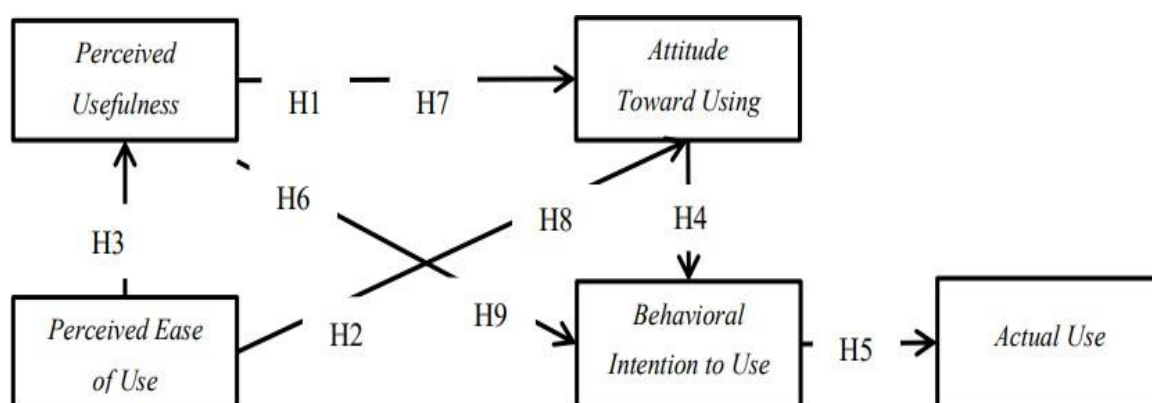 Perceived
Usefulness
H1
H7
Attitude
Toward Using
H6
H8
H3
H4
H2
H9
Perceived Ease
of Use
Behavioral
Intention to Use
H5
Actual Use